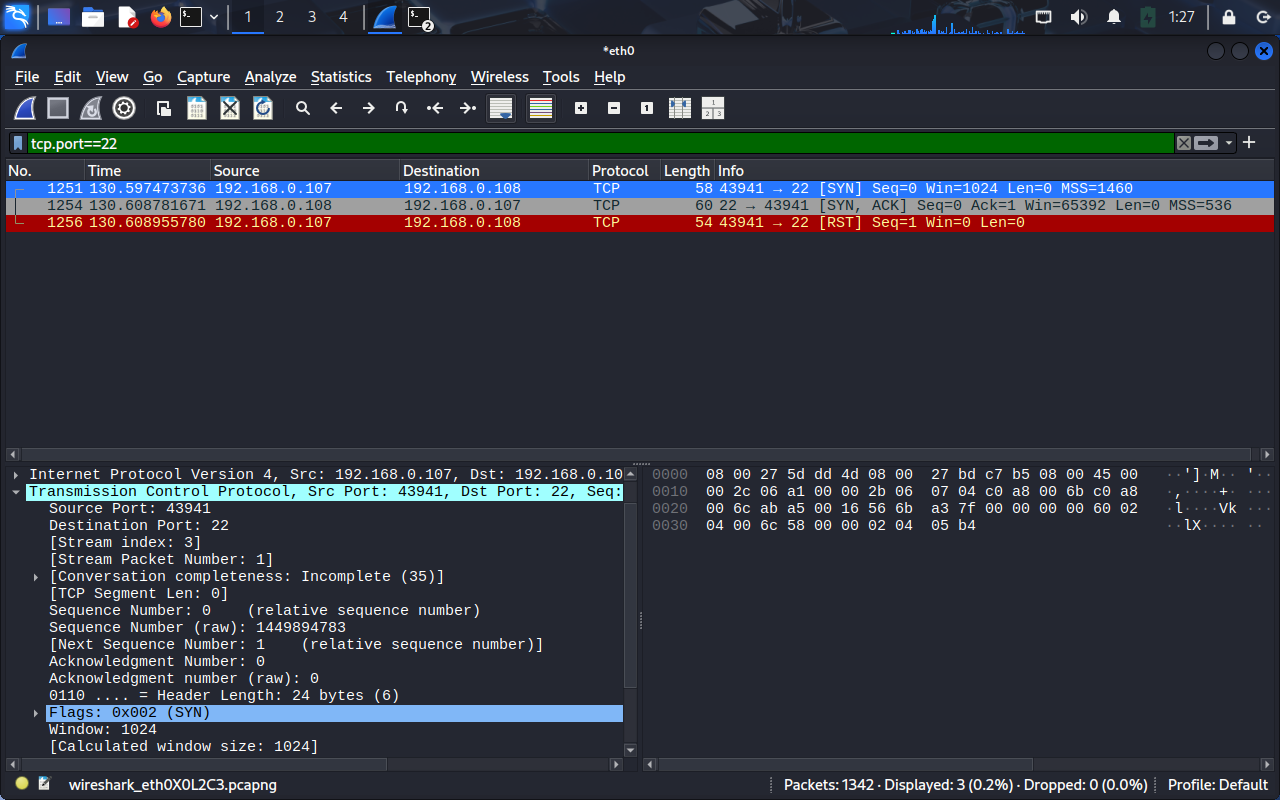 1 2 3 4 2 1:27
*eth0
File Edit View Go Capture Analyze Statistics Telephony Wireless Tools Help
tcp.port==22
No. Time Source Destination Protocol Length Info
1251 130.597473736 192.168.0.107 192.168.0.108 TCP 58 43941 → 22 [SYN] Seq=0 Win=1024 Len=0 MSS=1460
1254 130.608781671 192.168.0.108 192.168.0.107 TCP 60 22 → 43941 [SYN, ACK] Seq=0 Ack=1 Win=65392 Len=0 MSS=536
1256 130.608955780 192.168.0.107 192.168.0.108 TCP 54 43941 → 22 [RST] Seq=1 Win=0 Len=0
Internet Protocol Version 4, Src: 192.168.0.107, Dst: 192.168.0.10
Transmission Control Protocol, Src Port: 43941, Dst Port: 22, Seq:
Source Port: 43941
Destination Port: 22
[Stream index: 3]
[Stream Packet Number: 1]
[Conversation completeness: Incomplete (35)]
[TCP Segment Len: 0]
Sequence Number: 0    (relative sequence number)
Sequence Number (raw): 1449894783
[Next Sequence Number: 1    (relative sequence number)]
Acknowledgment Number: 0
Acknowledgment number (raw): 0
0110 .... = Header Length: 24 bytes (6)
Flags: 0x002 (SYN)
Window: 1024
[Calculated window size: 1024]
0000 08 00 27 5d dd 4d 08 00 27 bd c7 b5 08 00 45 00 ··']·M·· '·····E·
0010 00 2c 06 a1 00 00 2b 06 07 04 c0 a8 00 6b c0 a8 ·,····+·
0020 00 6c ab a5 00 16 56 6b a3 7f 00 00 00 00 60 02 ·l····Vk
0030 04 00 6c 58 00 00 02 04 05 b4 ··lX···· ··
wireshark_eth0X0L2C3.pcapng Packets: 1342 · Displayed: 3 (0.2%) · Dropped: 0 (0.0%) Profile: Default